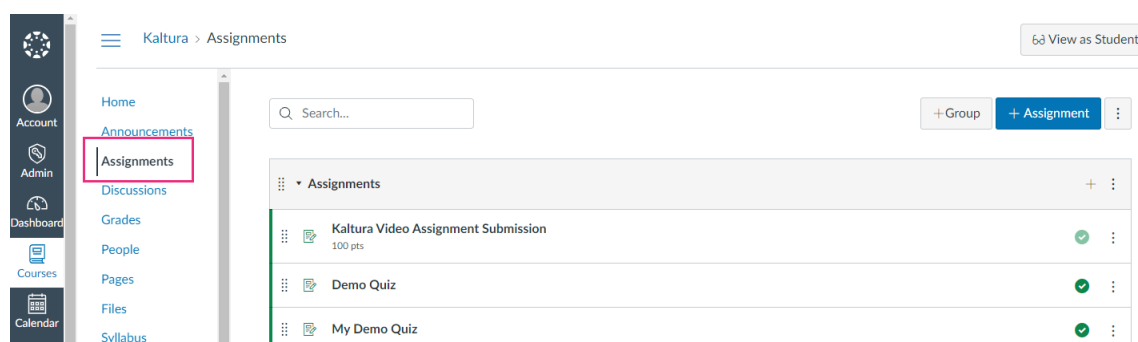 Kaltura > Assignments
View as Student
Account
Admin
Dashboard
Courses
Calendar
Home
Announcements
Assignments
Discussions
Grades
People
Pages
Files
Syllabus
Search...
+Group
+ Assignment
Assignments
Kaltura Video Assignment Submission
100 pts
Demo Quiz
My Demo Quiz